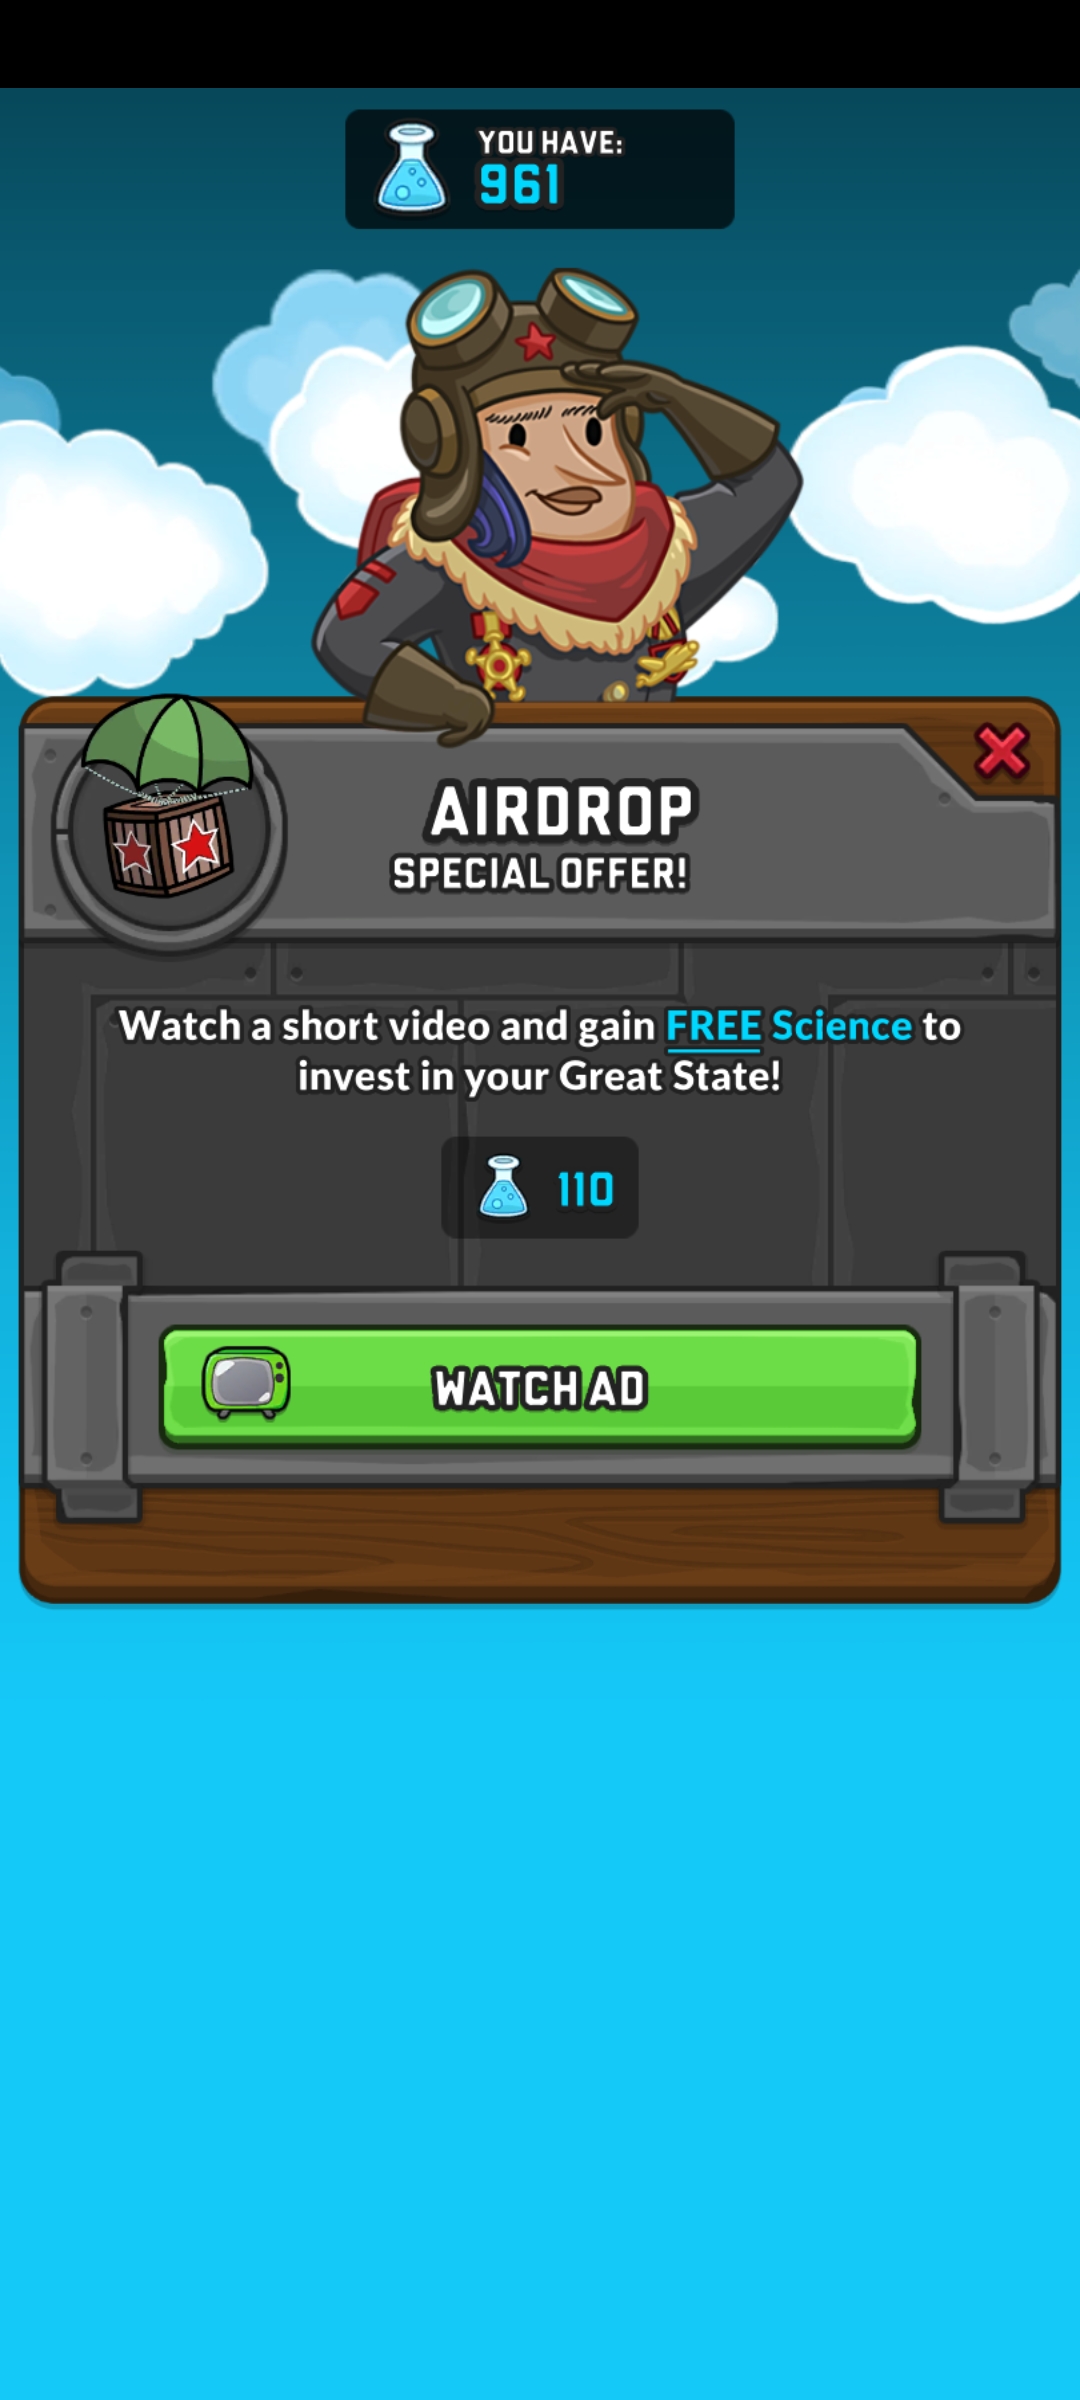 YOU HAVE:
961
AIRDROP
SPECIAL OFFER!
Watch a short video and gain FREE Science to
invest in your Great State!
110
WATCH AD